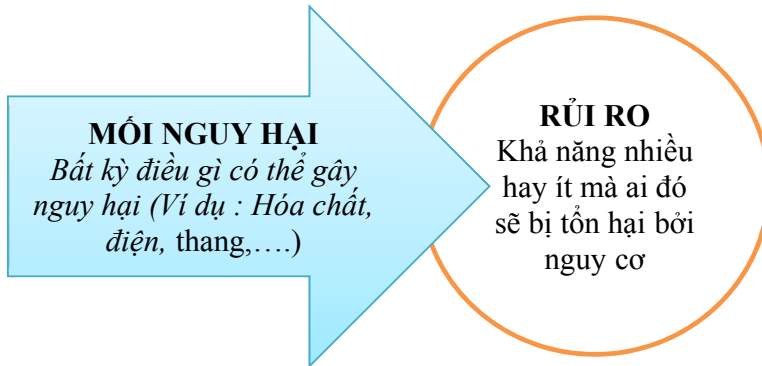 MỐI NGUY HẠI
Bất kỳ điều gì có thể gây
nguy hại (Ví dụ : Hóa chất,
điện, thang,….)
RỦI RO
Khả năng nhiều
hay ít mà ai đó
sẽ bị tổn hại bởi
nguy cơ